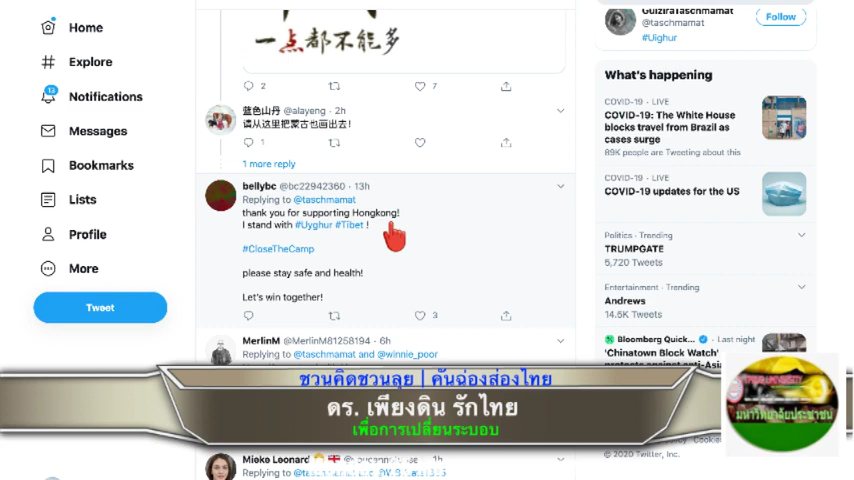 Home
Explore
13
Notifications
Messages
Bookmarks
Lists
Profile
More
Tweet
一点都不能多
2
7
蓝色山丹 @alayeng · 2h
请从这里把蒙古也画出去！
1
1 more reply
bellybc @bc22942360 · 13h
Replying to @taschmamat
thank you for supporting Hongkong!
I stand with #Uyghur #Tibet !
#CloseTheCamp
please stay safe and health!
Let's win together!
3
MerlinM @MerlinM81258194 · 6h
Replying to @taschmamat and @winnie_poor
Mieke Leonard
1h
Replying to
GulziraTaschmamat
@taschmamat
Follow
#Uighur
What's happening
COVID-19 · LIVE
COVID-19: The White House
blocks travel from Brazil as
cases surge
89K people are Tweeting about this
COVID-19 · LIVE
COVID-19 updates for the US
Politics · Trending
TRUMPGATE
5,720 Tweets
Entertainment · Trending
Andrews
14.5K Tweets
Bloomberg Quick... · Last night
'Chinatown Block Watch'
© 2020 Twitter, Inc.
ชวนคิดชวนลุย | คันฉ่องส่องไทย
ดร. เพียงดิน รักไทย
เพื่อการเปลี่ยนระบอบ
มหาวิทยาลัยประชาชน